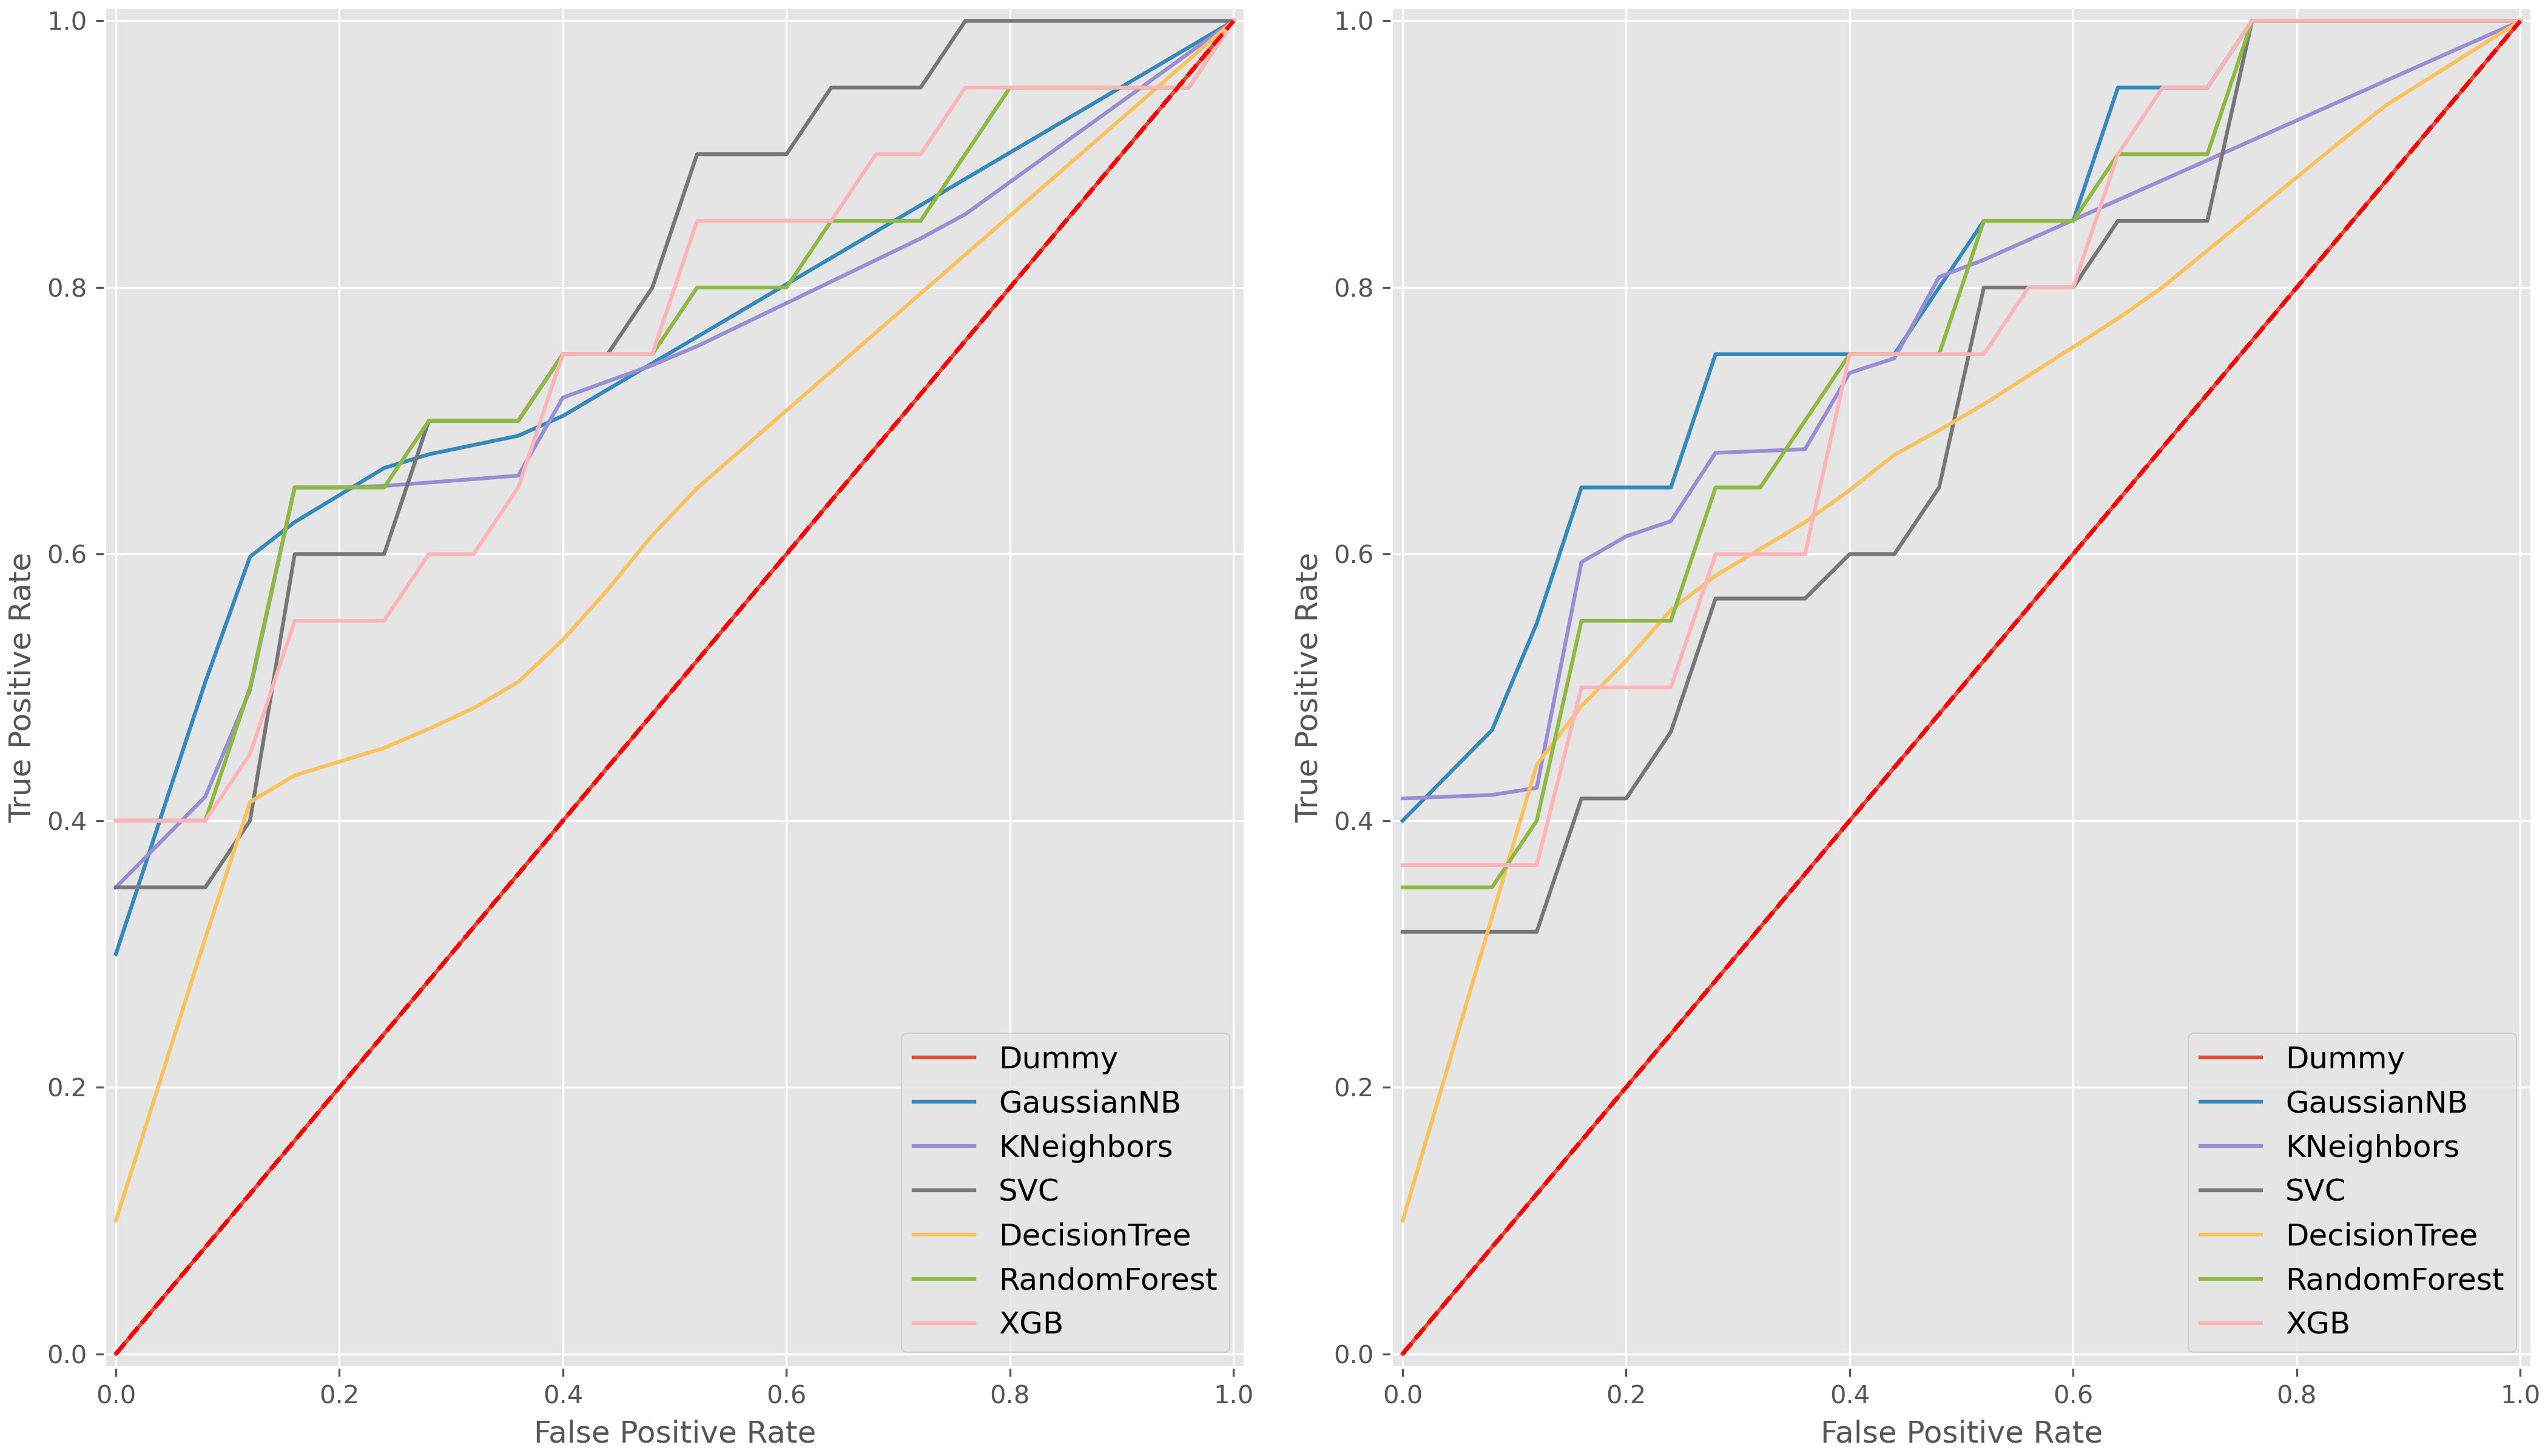 1.0
0.8
0.6
0.4
0.2
0.0
True Positive Rate
0.0 0.2 0.4 0.6 0.8 1.0
False Positive Rate
Dummy
GaussianNB
KNeighbors
SVC
DecisionTree
RandomForest
XGB
1.0
0.8
0.6
0.4
0.2
0.0
True Positive Rate
0.0 0.2 0.4 0.6 0.8 1.0
False Positive Rate
Dummy
GaussianNB
KNeighbors
SVC
DecisionTree
RandomForest
XGB